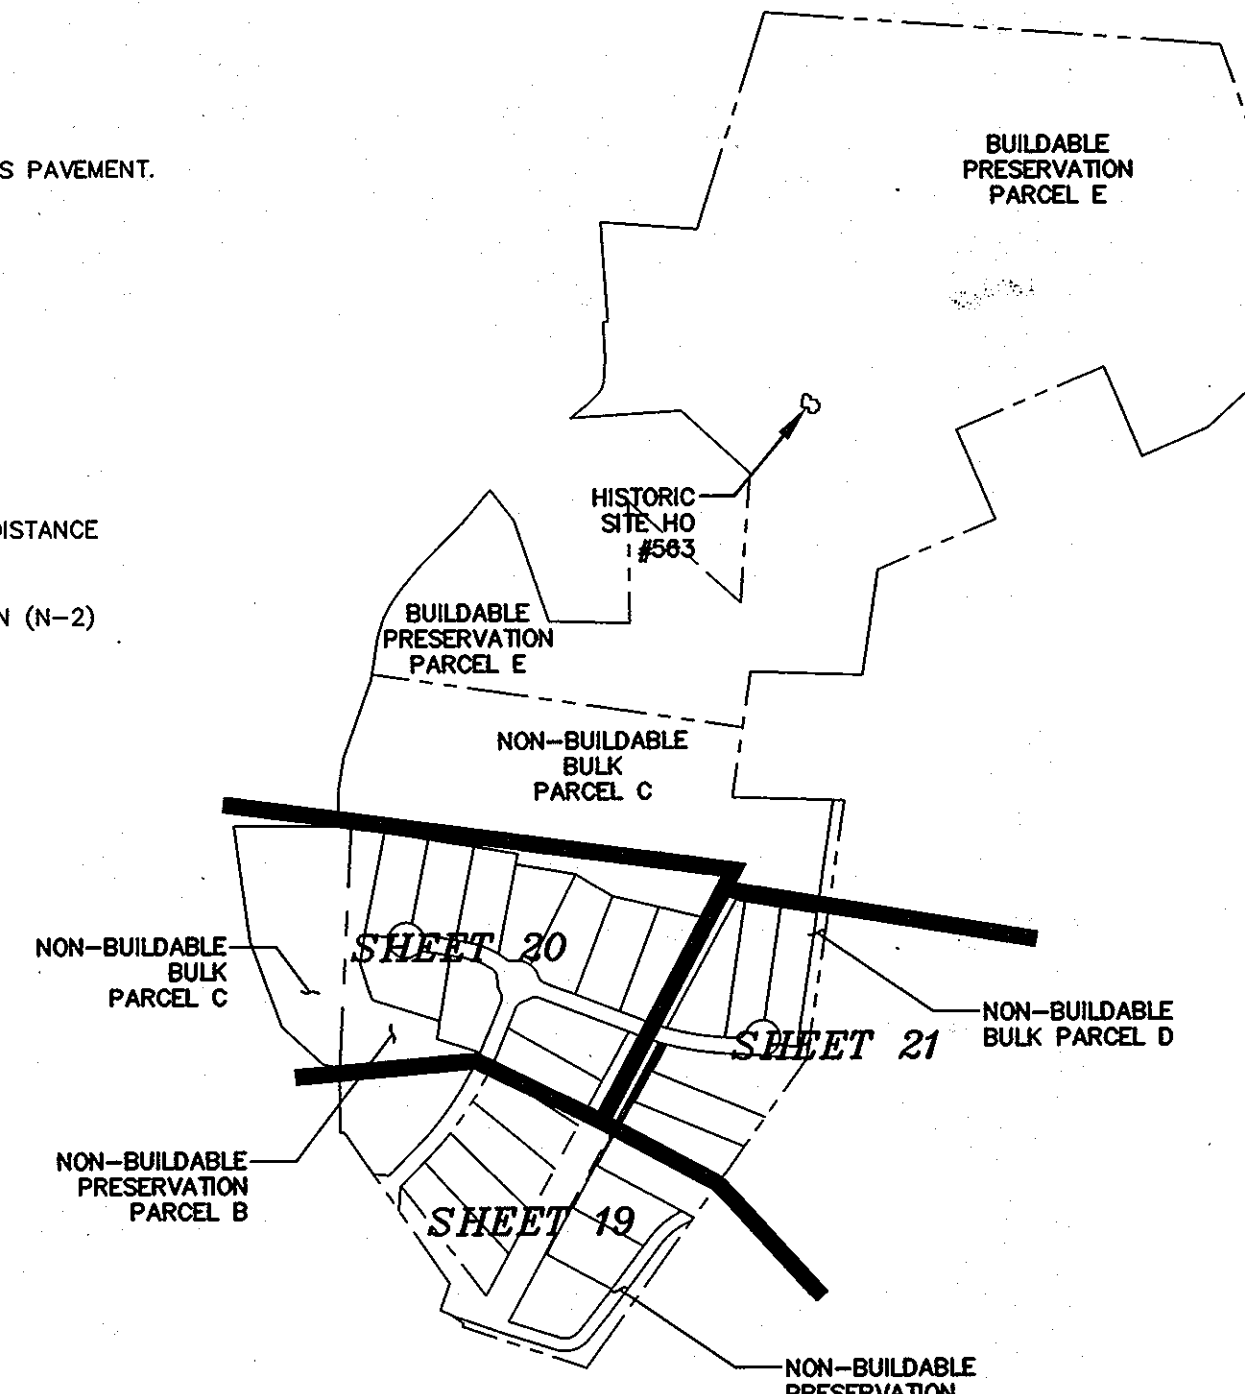 BUILDABLE
PRESERVATION
PARCEL E
S PAVEMENT.
HISTORIC
SITE HO
#563
DISTANCE
N (N-2)
BUILDABLE
PRESERVATION
PARCEL E
NON-BUILDABLE
BULK
PARCEL C
SHEET 20
NON-BUILDABLE
BULK
PARCEL C
NON-BUILDABLE
BULK PARCEL D
SHEET 21
NON-BUILDABLE
PRESERVATION
PARCEL B
SHEET 19
NON-BUILDABLE
PRESERVATION